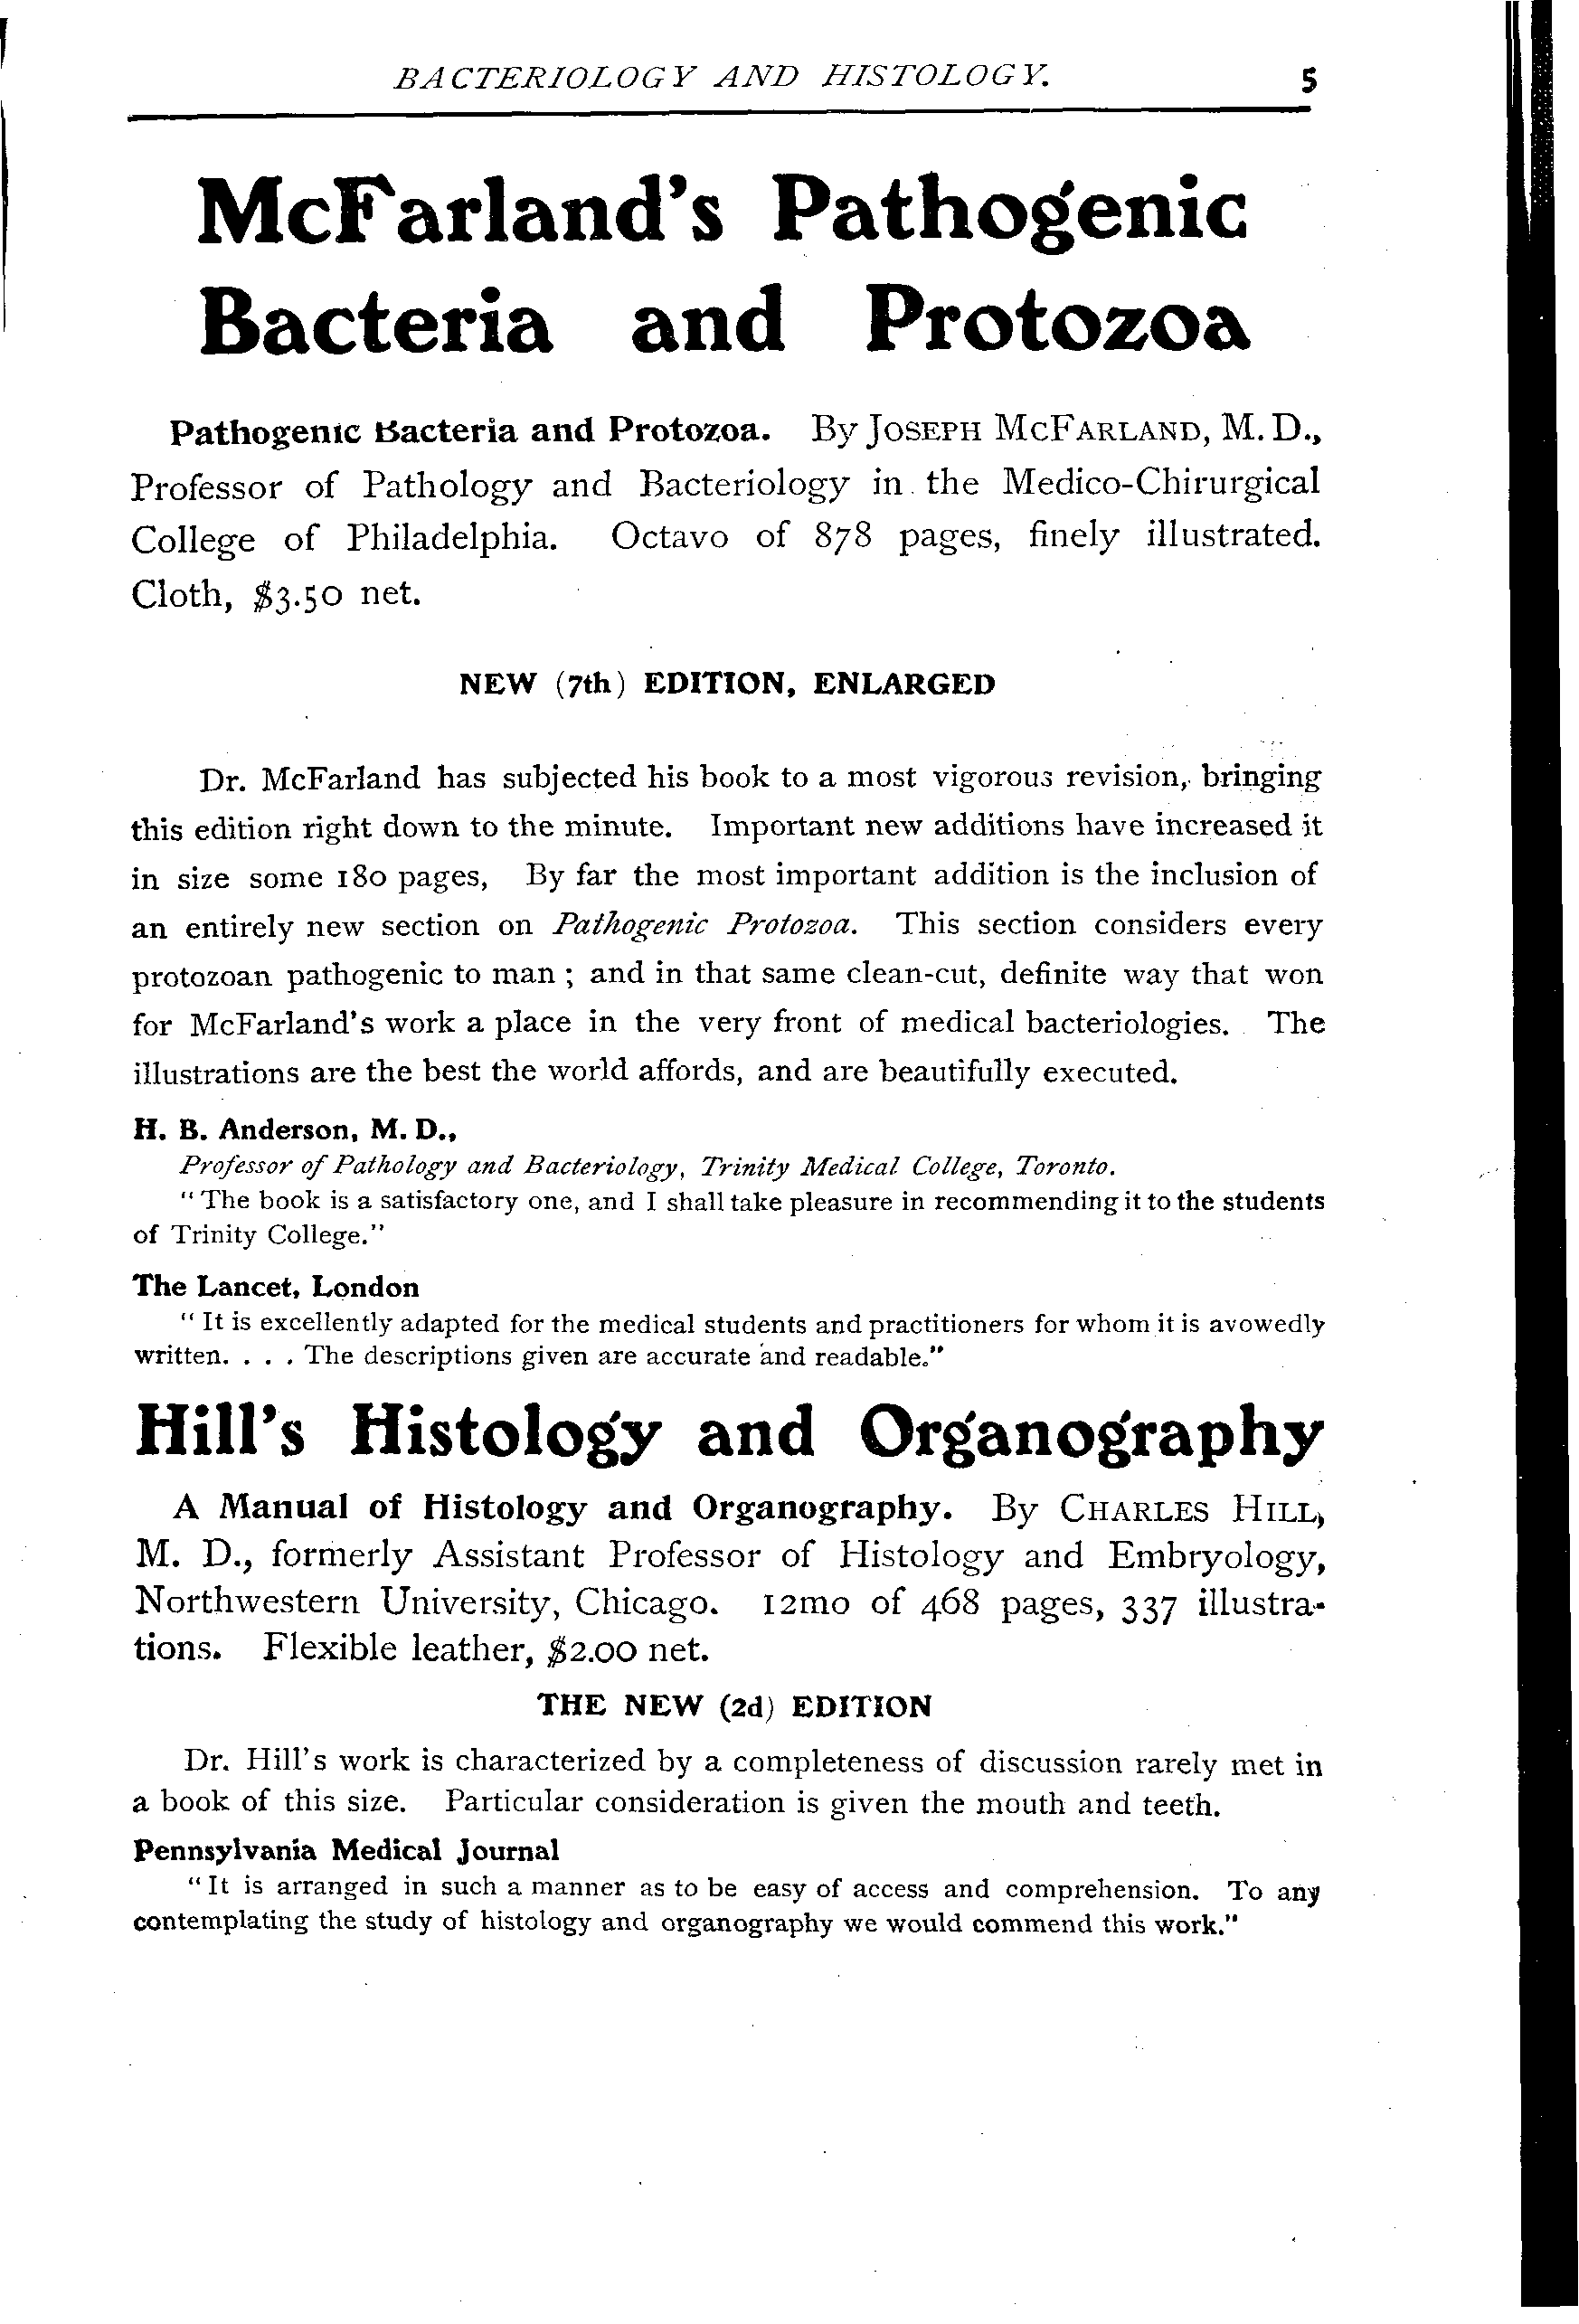 BACTERIOLOGY AND HISTOLOGY. 5
McFarland's Pathogenic
Bacteria and Protozoa
Pathogenic Bacteria and Protozoa. By JOSEPH MCFARLAND, M. D.,
Professor of Pathology and Bacteriology in the Medico-Chirurgical
College of Philadelphia. Octavo of 878 pages, finely illustrated.
Cloth, $3.50 net.
NEW (7th) EDITION, ENLARGED
Dr. McFarland has subjected his book to a most vigorous revision, bringing
this edition right down to the minute. Important new additions have increased it
in size some 180 pages, By far the most important addition is the inclusion of
an entirely new section on Pathogenic Protozoa. This section considers every
protozoan pathogenic to man ; and in that same clean-cut, definite way that won
for McFarland's work a place in the very front of medical bacteriologies. The
illustrations are the best the world affords, and are beautifully executed.
H. B. Anderson, M. D.,
Professor of Pathology and Bacteriology, Trinity Medical College, Toronto.
"The book is a satisfactory one, and I shall take pleasure in recommending it to the students
of Trinity College."
The Lancet, London
"It is excellently adapted for the medical students and practitioners for whom it is avowedly
written. . . . The descriptions given are accurate and readable."
Hill's Histology and Organography
A Manual of Histology and Organography. By CHARLES HILL,
M. D., formerly Assistant Professor of Histology and Embryology,
Northwestern University, Chicago. 12mo of 468 pages, 337 illustra-
tions. Flexible leather, $2.00 net.
THE NEW (2d) EDITION
Dr. Hill's work is characterized by a completeness of discussion rarely met in
a book of this size. Particular consideration is given the mouth and teeth.
Pennsylvania Medical Journal
"It is arranged in such a manner as to be easy of access and comprehension. To any
contemplating the study of histology and organography we would commend this work."